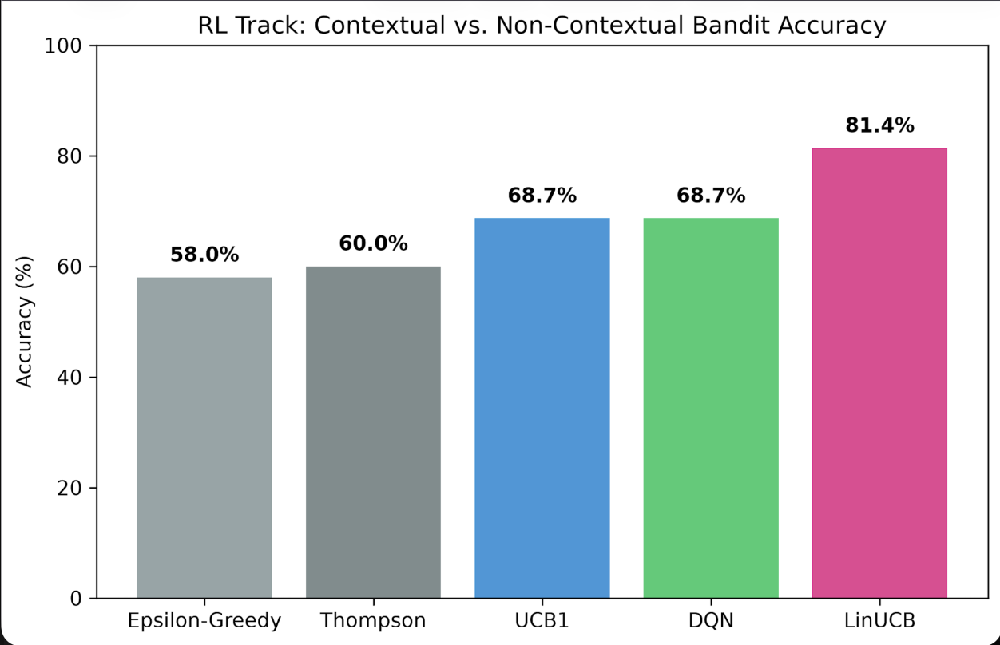 RL Track: Contextual vs. Non-Contextual Bandit Accuracy
100
80
60
40
20
0
Accuracy (%)
58.0%
60.0%
68.7%
68.7%
81.4%
Epsilon-Greedy
Thompson
UCB1
DQN
LinUCB